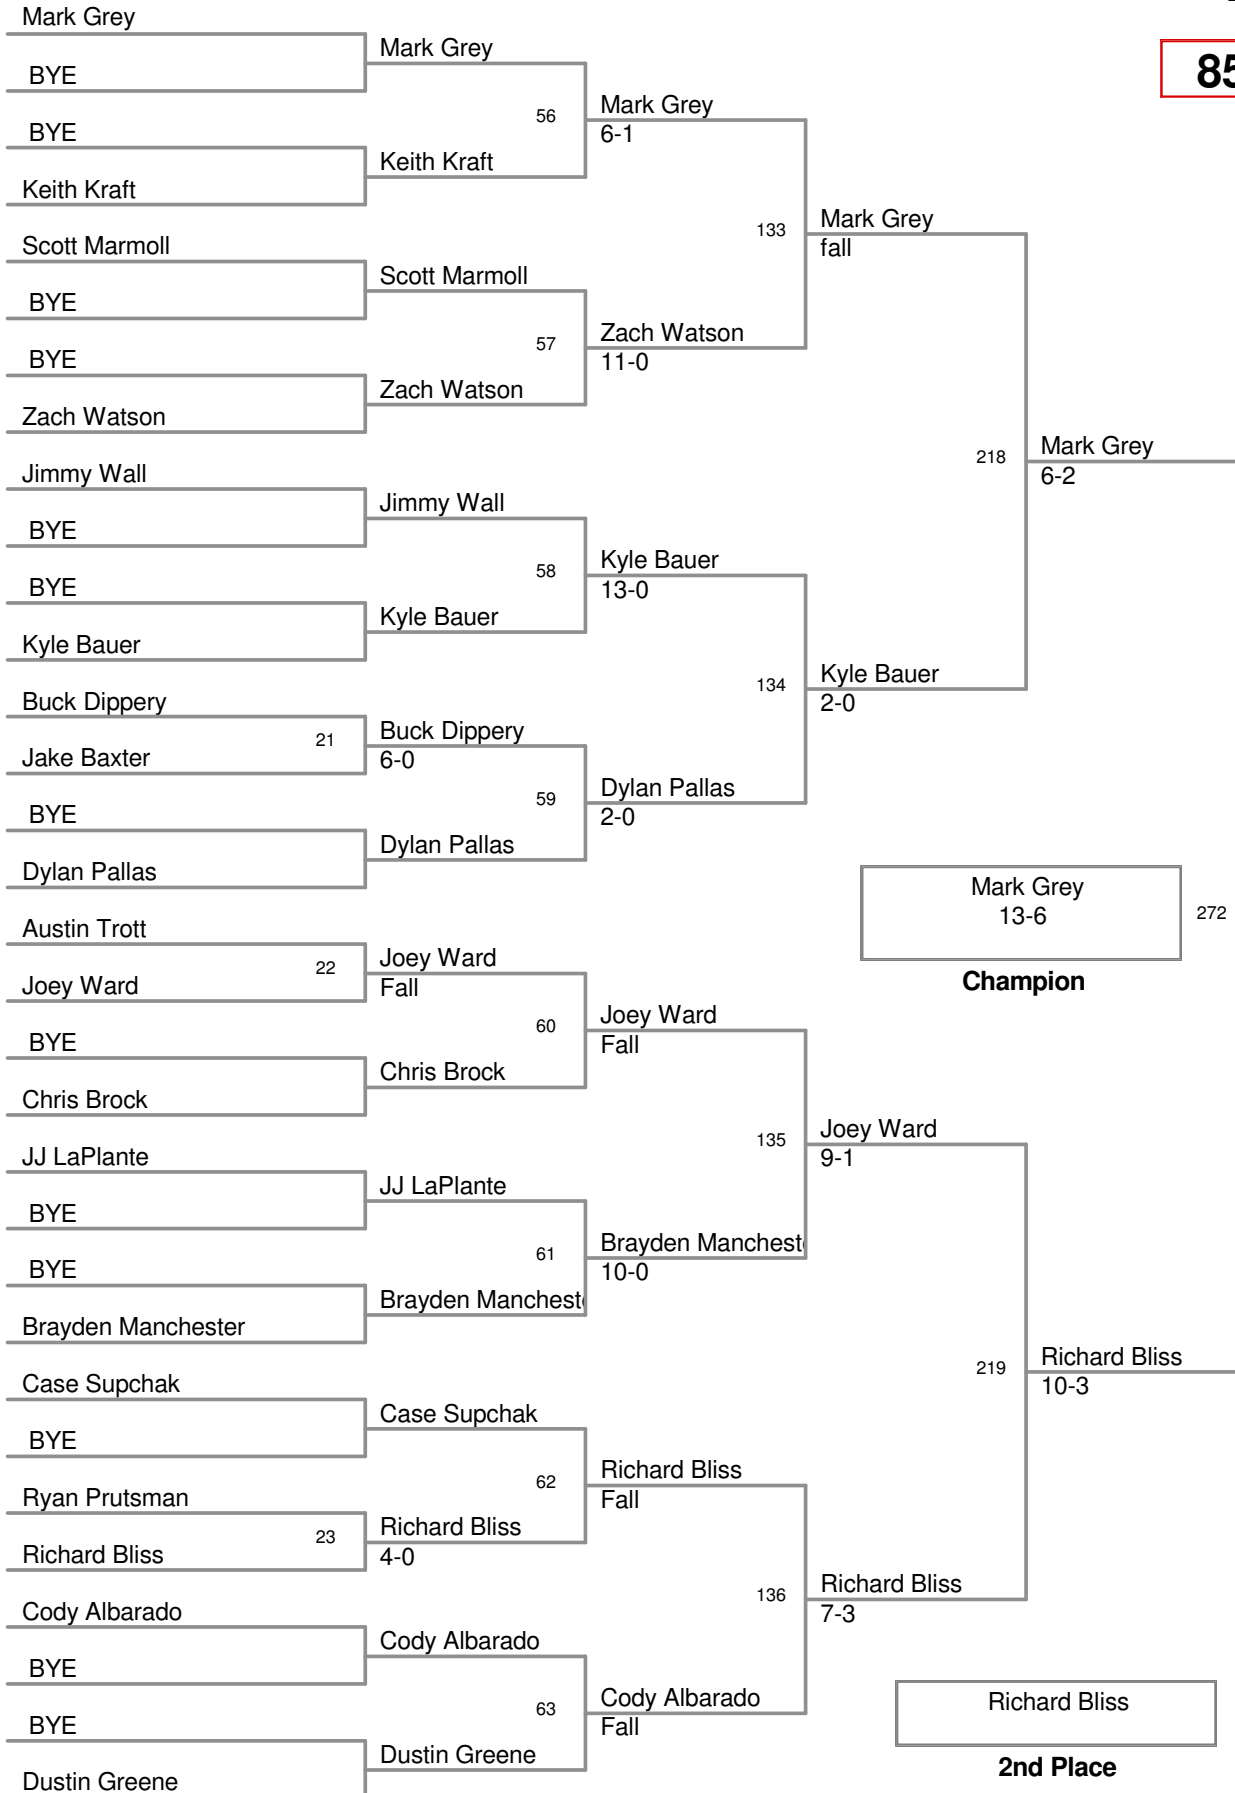 Mark Grey
BYE
BYE
Keith Kraft
Scott Marmoll
BYE
BYE
Zach Watson
Jimmy Wall
BYE
BYE
Kyle Bauer
Buck Dippery
Jake Baxter
BYE
Dylan Pallas
Austin Trott
Joey Ward
BYE
Chris Brock
JJ LaPlante
BYE
BYE
Brayden Manchester
Case Supchak
BYE
Ryan Prutsman
Richard Bliss
Cody Albarado
BYE
BYE
Dustin Greene
21
22
23
Mark Grey
Keith Kraft
Scott Marmoll
Zach Watson
Jimmy Wall
Kyle Bauer
Buck Dippery
6-0
Dylan Pallas
Joey Ward
Fall
Chris Brock
JJ LaPlante
Brayden Manchest
Case Supchak
Richard Bliss
4-0
Cody Albarado
Dustin Greene
56
57
58
59
60
61
62
63
Mark Grey
6-1
Zach Watson
11-0
Kyle Bauer
13-0
Dylan Pallas
2-0
Joey Ward
Fall
Brayden Manchest
10-0
Richard Bliss
Fall
Cody Albarado
Fall
133
134
135
136
Mark Grey
fall
Kyle Bauer
2-0
Joey Ward
9-1
Richard Bliss
7-3
218
219
Mark Grey
6-2
Richard Bliss
10-3
85
Mark Grey
13-6
272
Champion
Richard Bliss
2nd Place